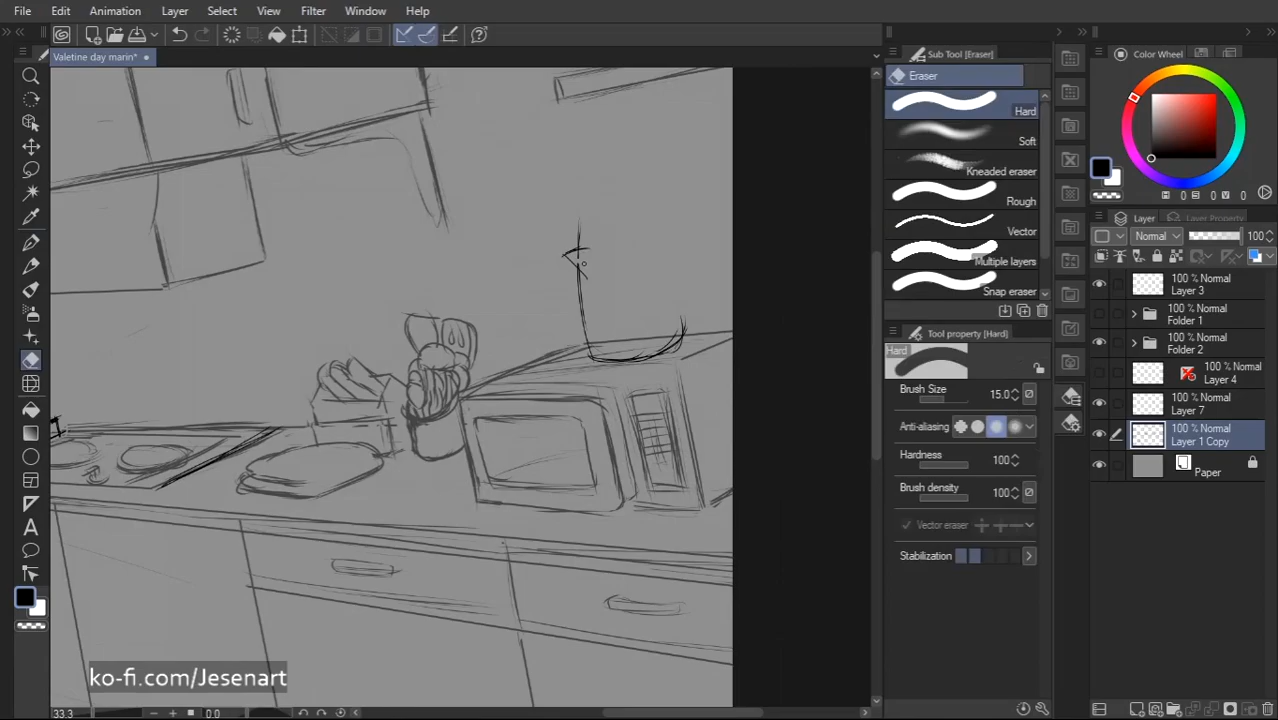 File Edit Animation Layer Select View Filter Window Help
Valetine day marin*
Sub Tool [Eraser]
Eraser
Hard
Soft
Kneaded eraser
Rough
Vector
Multiple layers
Snap eraser
Tool property [Hard]
Hard
Brush Size 15.0
Anti-aliasing
Hardness 100
Brush density 100
Vector eraser
Stabilization
Color Wheel
H 0 S 0 V 0
Layer Layer Property
Normal 100
100 % Normal
Layer 3
100 % Normal
Folder 1
100 % Normal
Folder 2
100 % Normal
Layer 4
100 % Normal
Layer 7
100 % Normal
Layer 1 Copy
Paper
ko-fi.com/Jesenart
33.3 0.0